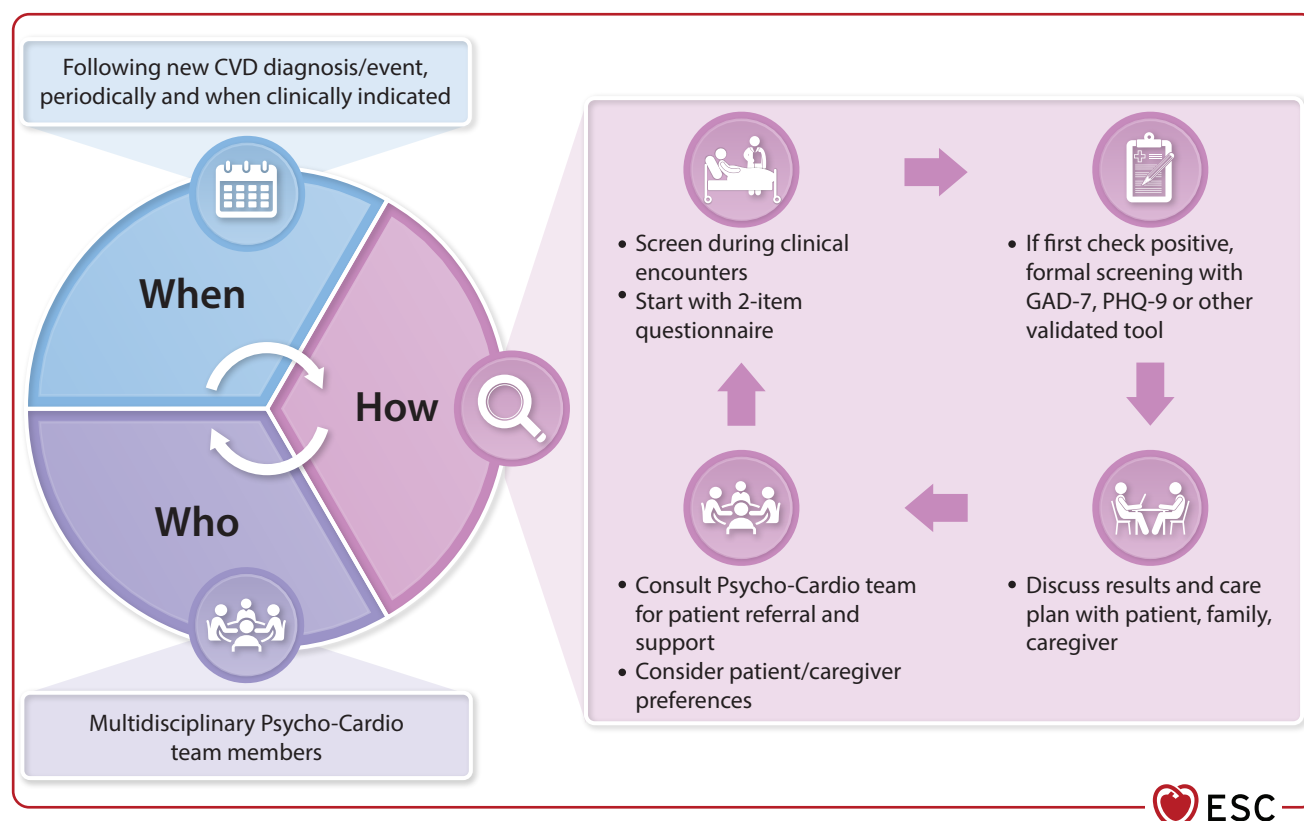 Following new CVD diagnosis/event,
periodically and when clinically indicated
When
How
Who
Multidisciplinary Psycho-Cardio
team members
• Screen during clinical
encounters
• Start with 2-item
questionnaire
• If first check positive,
formal screening with
GAD-7, PHQ-9 or other
validated tool
• Consult Psycho-Cardio team
for patient referral and
support
• Consider patient/caregiver
preferences
• Discuss results and care
plan with patient, family,
caregiver
ESC